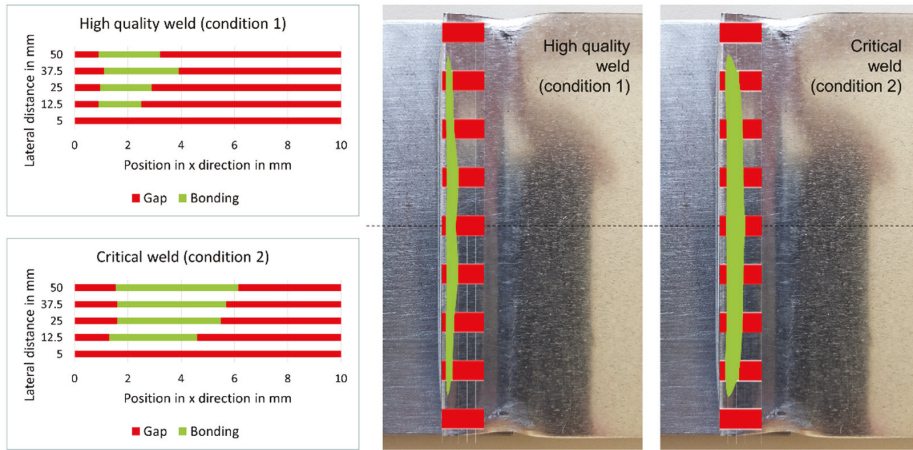 High quality weld (condition 1)
Lateral distance in mm
50
37.5
25
12.5
5
0 2 4 6 8 10
Position in x direction in mm
Gap Bonding
Critical weld (condition 2)
Lateral distance in mm
50
37.5
25
12.5
5
0 2 4 6 8 10
Position in x direction in mm
Gap Bonding
High quality
weld
(condition 1)
Critical
weld
(condition 2)